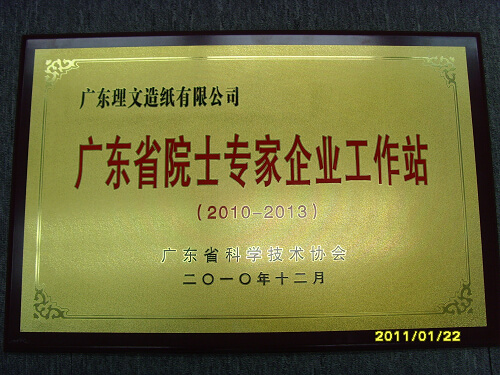 广东理文造纸有限公司
广东省院士专家企业工作站
(2010-2013)
广东省科学技术协会
二〇一〇年十二月
2011/01/22